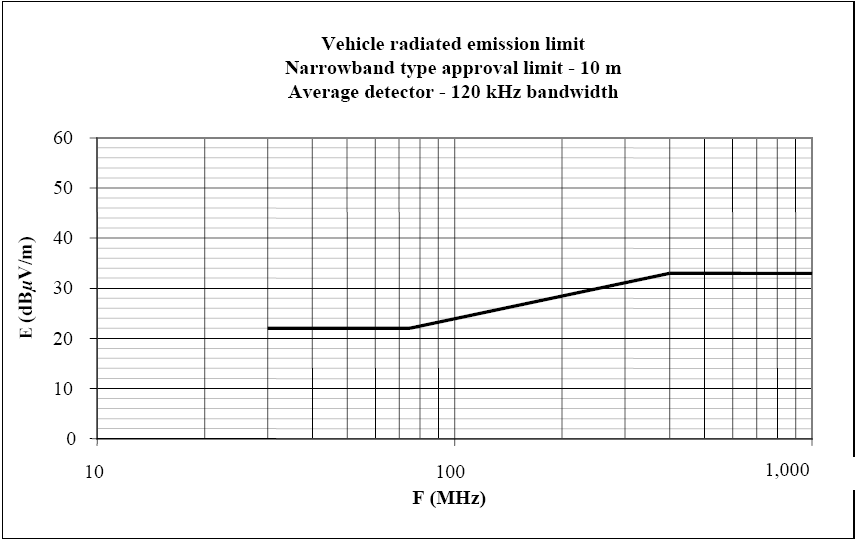 Vehicle radiated emission limit
Narrowband type approval limit - 10 m
Average detector - 120 kHz bandwidth
60
50
40
30
20
10
0
E (dBµV/m)
10
100
1,000
F (MHz)